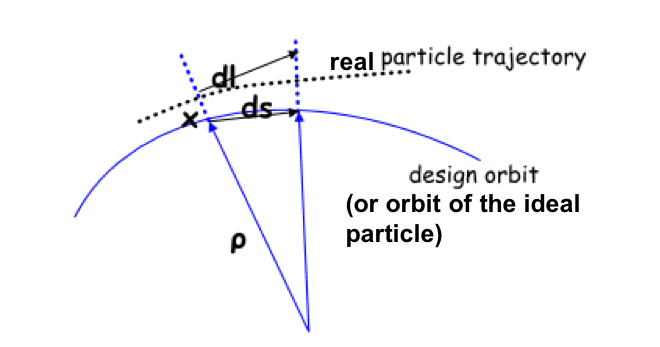 dl
real particle trajectory
x
ds
design orbit
(or orbit of the ideal
particle)
ρ